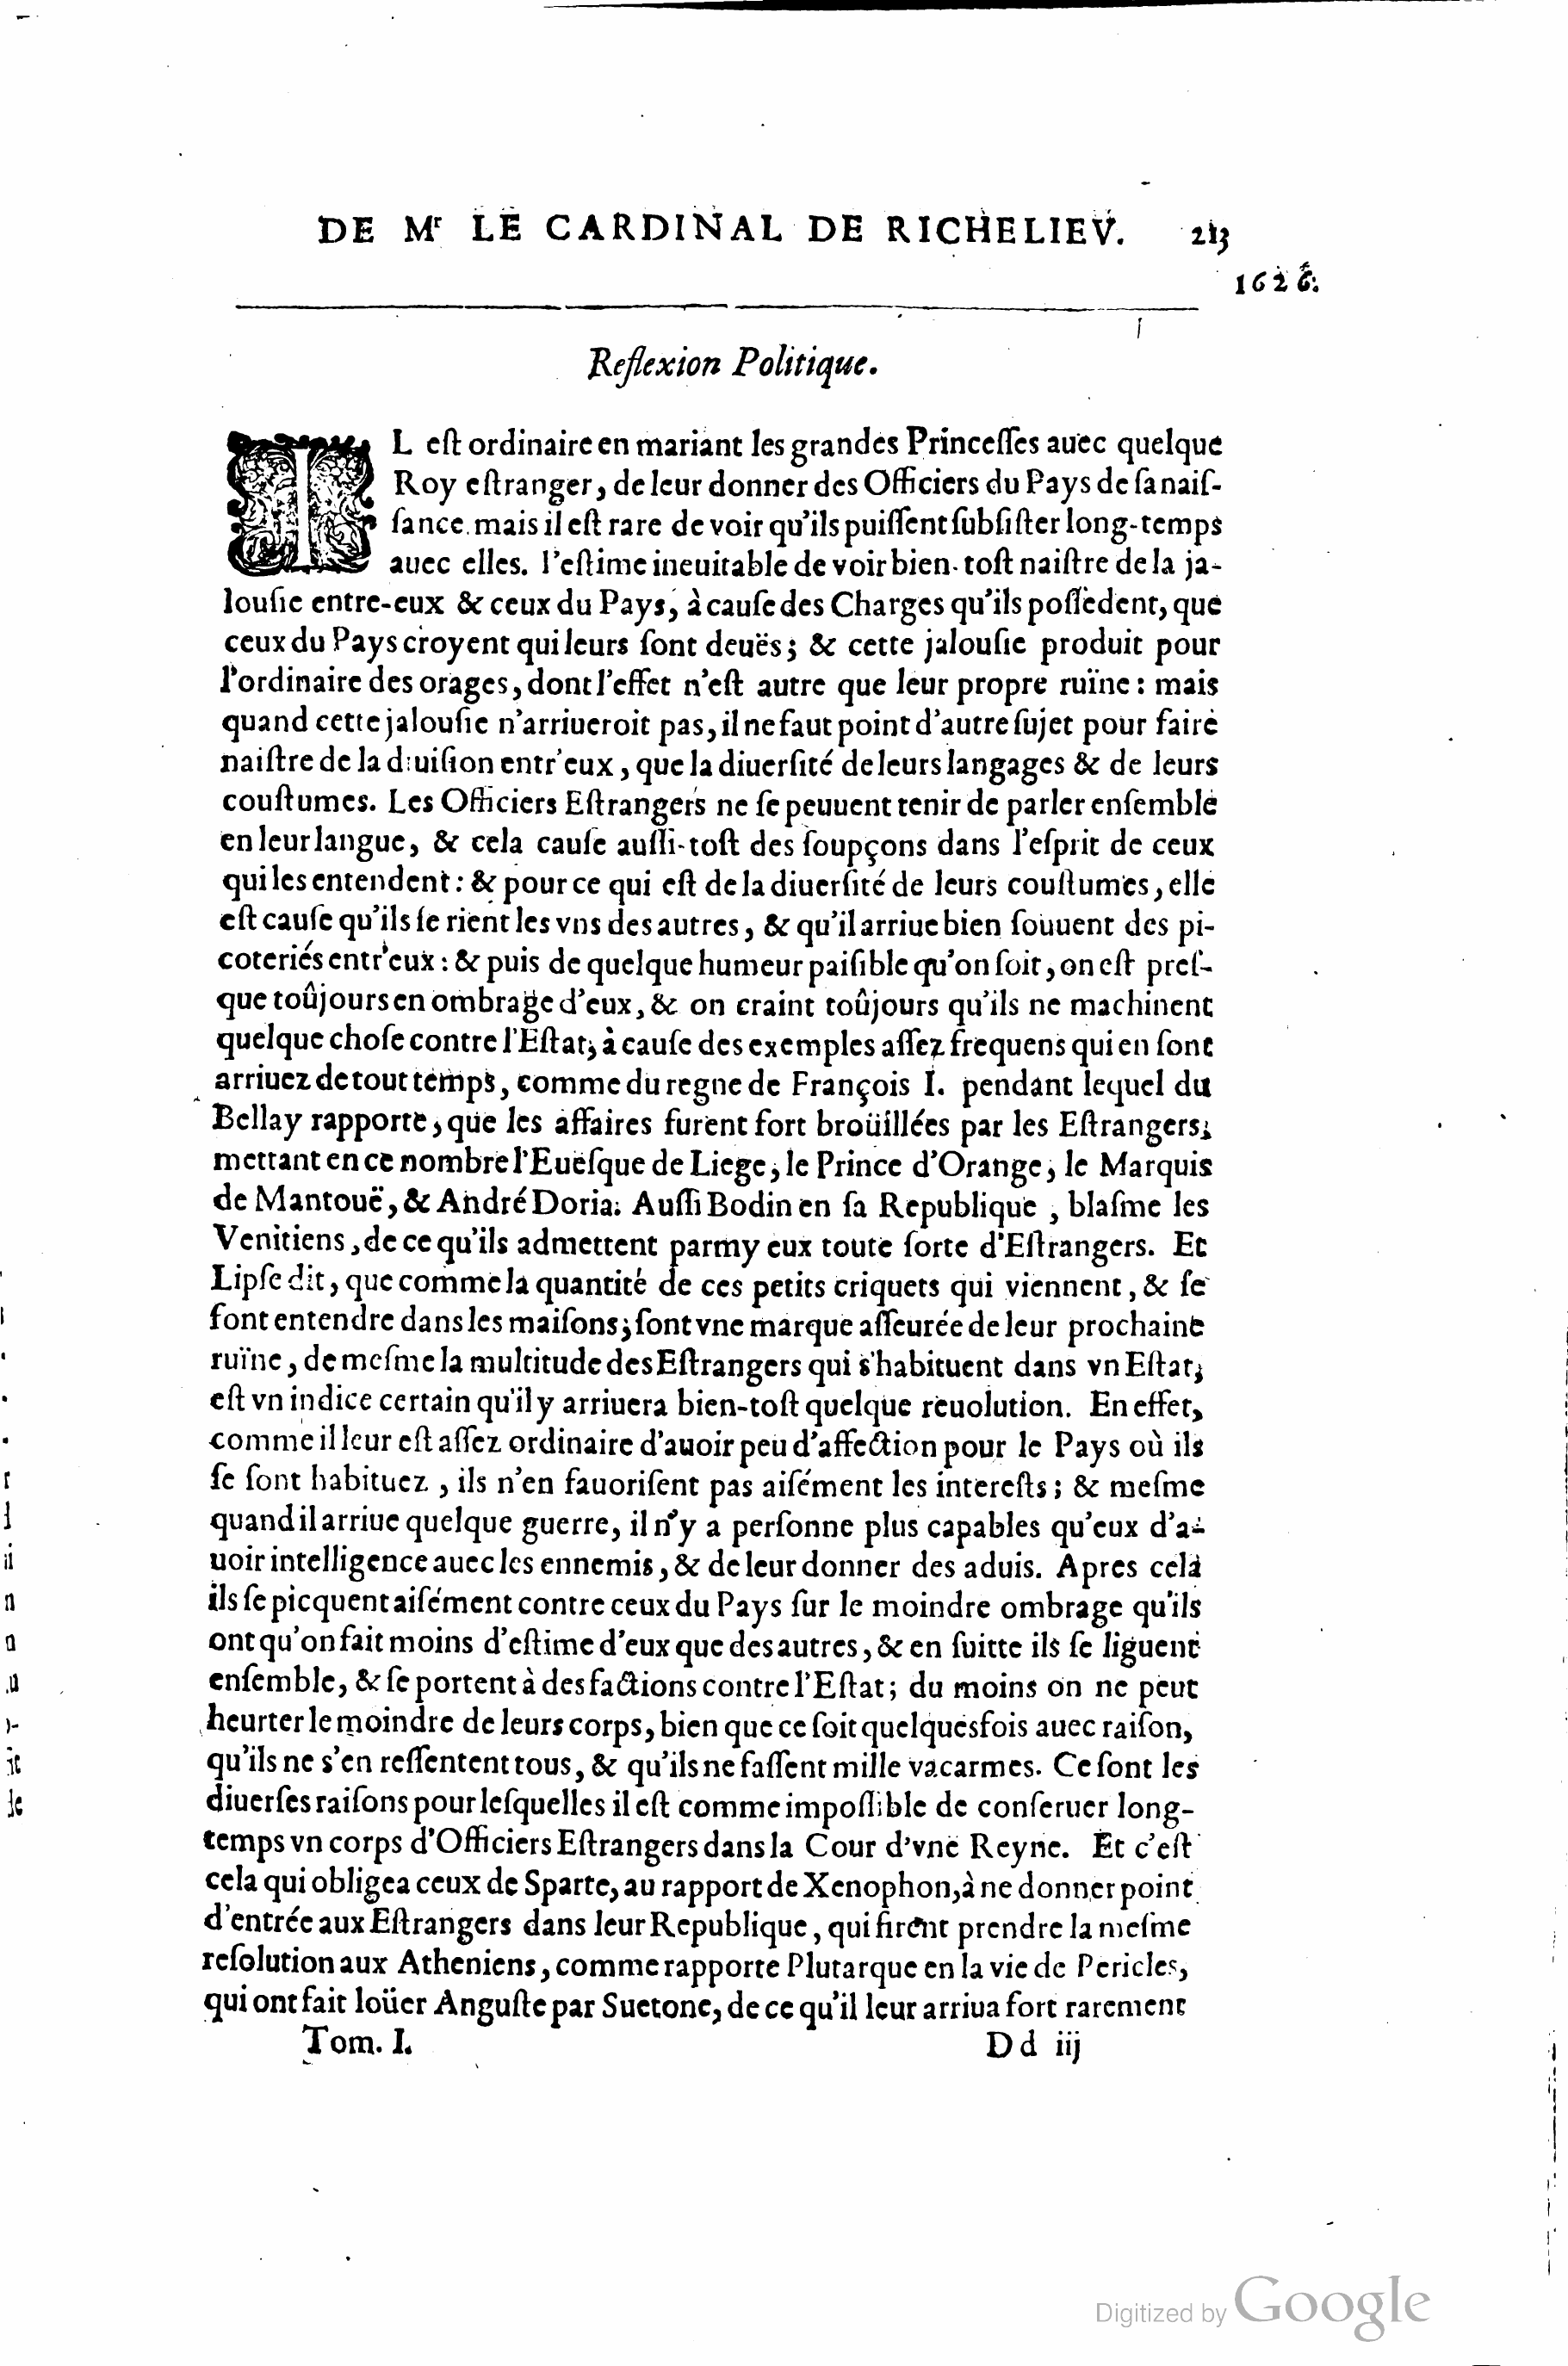 DE Mr LE CARDINAL DE RICHELIEV. 213
1626.
Reflexion Politique.
IL eſt ordinaire en mariant les grandes Princeſſes auec quelque
Roy eſtranger, de leur donner des Officiers du Pays de ſa naiſ-
ſance. mais il eſt rare de voir qu'ils puiſſent ſubſiſter long-temps
auec elles. l'eſtime ineuitable de voir bien-toſt naiſtre de la ja-
louſie entre-eux & ceux du Pays, à cauſe des Charges qu'ils poſſedent, que
ceux du Pays croyent qui leurs ſont deuës; & cette jalouſie produit pour
l'ordinaire des orages, dont l'effet n'eſt autre que leur propre ruïne: mais
quand cette jalouſie n'arriueroit pas, il ne faut point d'autre ſujet pour faire
naiſtre de la diuiſion entr'eux, que la diuerſité de leurs langages & de leurs
couſtumes. Les Officiers Eſtrangers ne ſe peuuent tenir de parler enſemble
en leur langue, & cela cauſe auſſi-toſt des ſoupçons dans l'eſprit de ceux
qui les entendent: & pour ce qui eſt de la diuerſité de leurs couſtumes, elle
eſt cauſe qu'ils ſe rient les vns des autres, & qu'il arriue bien ſouuent des pi-
coteries entr'eux: & puis de quelque humeur paiſible qu'on ſoit, on eſt preſ-
que toûjours en ombrage d'eux, & on craint toûjours qu'ils ne machinent
quelque choſe contre l'Eſtat, à cauſe des exemples aſſez frequens qui en ſont
arriuez de tout temps, comme du regne de François I. pendant lequel du
Bellay rapporte, que les affaires furent fort broüillées par les Eſtrangers,
mettant en ce nombre l'Eueſque de Liege, le Prince d'Orange, le Marquis
de Mantouë, & André Doria. Auſſi Bodin en ſa Republique, blaſme les
Venitiens, de ce qu'ils admettent parmy eux toute ſorte d'Eſtrangers. Et
Lipſe dit, que comme la quantité de ces petits criquets qui viennent, & ſe
font entendre dans les maiſons, ſont vne marque aſſeurée de leur prochaine
ruïne, de meſme la multitude des Eſtrangers qui s'habituent dans vn Eſtat,
eſt vn indice certain qu'il y arriuera bien-toſt quelque reuolution. En effet,
comme il leur eſt aſſez ordinaire d'auoir peu d'affection pour le Pays où ils
ſe ſont habituez, ils n'en fauoriſent pas aiſément les intereſts; & meſme
quand il arriue quelque guerre, il n'y a perſonne plus capables qu'eux d'a-
uoir intelligence auec les ennemis, & de leur donner des aduis. Apres cela
ils ſe picquent aiſément contre ceux du Pays ſur le moindre ombrage qu'ils
ont qu'on fait moins d'eſtime d'eux que des autres, & en ſuitte ils ſe liguent
enſemble, & ſe portent à des factions contre l'Eſtat; du moins on ne peut
heurter le moindre de leurs corps, bien que ce ſoit quelquesfois auec raiſon,
qu'ils ne s'en reſſentent tous, & qu'ils ne faſſent mille vacarmes. Ce ſont les
diuerſes raiſons pour leſquelles il eſt comme impoſſible de conſeruer long-
temps vn corps d'Officiers Eſtrangers dans la Cour d'vne Reyne. Et c'eſt
cela qui obligea ceux de Sparte, au rapport de Xenophon, à ne donner point
d'entrée aux Eſtrangers dans leur Republique, qui firent prendre la meſme
reſolution aux Atheniens, comme rapporte Plutarque en la vie de Pericles,
qui ont fait loüer Anguſte par Suetone, de ce qu'il leur arriua fort rarement
Tom. I. Dd iij
Digitized by Google